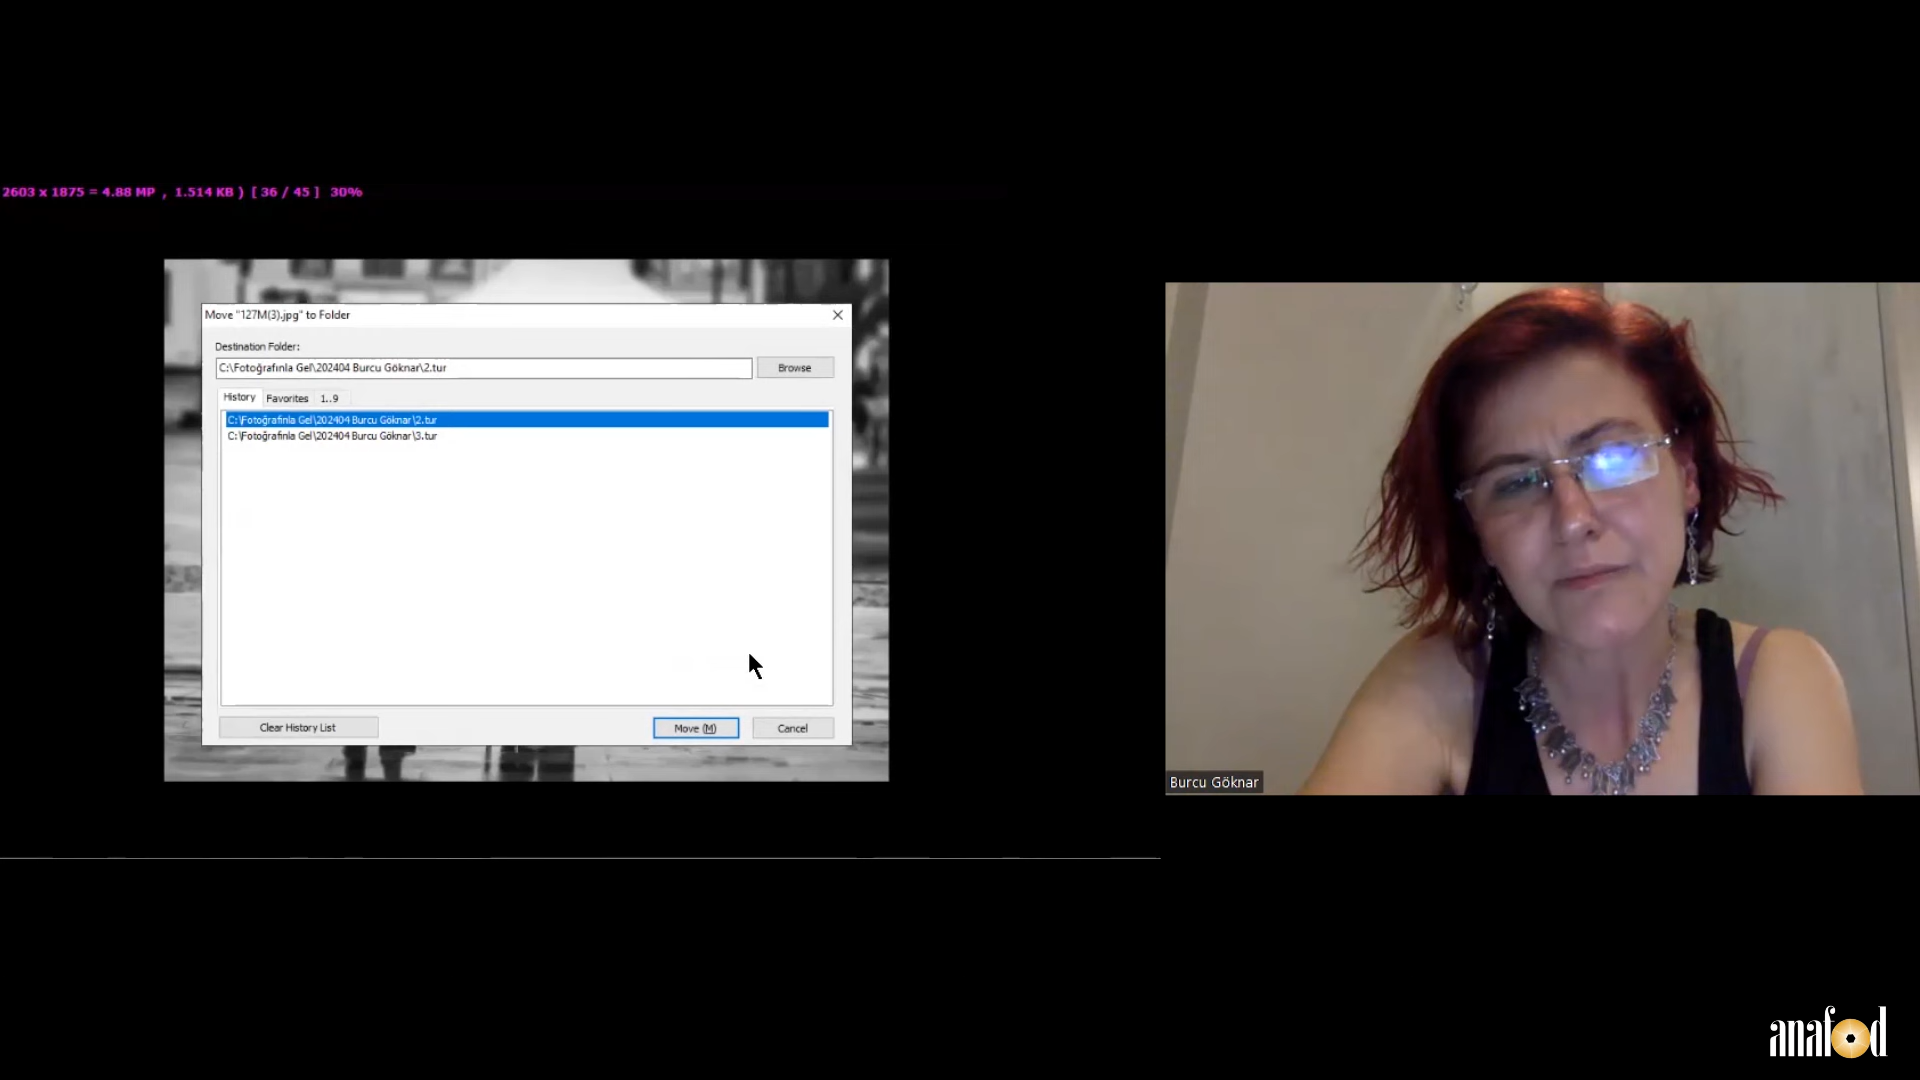 2603 x 1875 = 4.88 MP , 1.514 KB ) [ 36 / 45 ] 30%
Move "127M(3).jpg" to Folder
Destination Folder:
C:\Fotoğrafınla Gel\202404 Burcu Göknar\2.tur
Browse
History Favorites 1..9
C:\Fotoğrafınla Gel\202404 Burcu Göknar\2.tur
C:\Fotoğrafınla Gel\202404 Burcu Göknar\3.tur
Clear History List
Move (M)
Cancel
Burcu Göknar
anafod